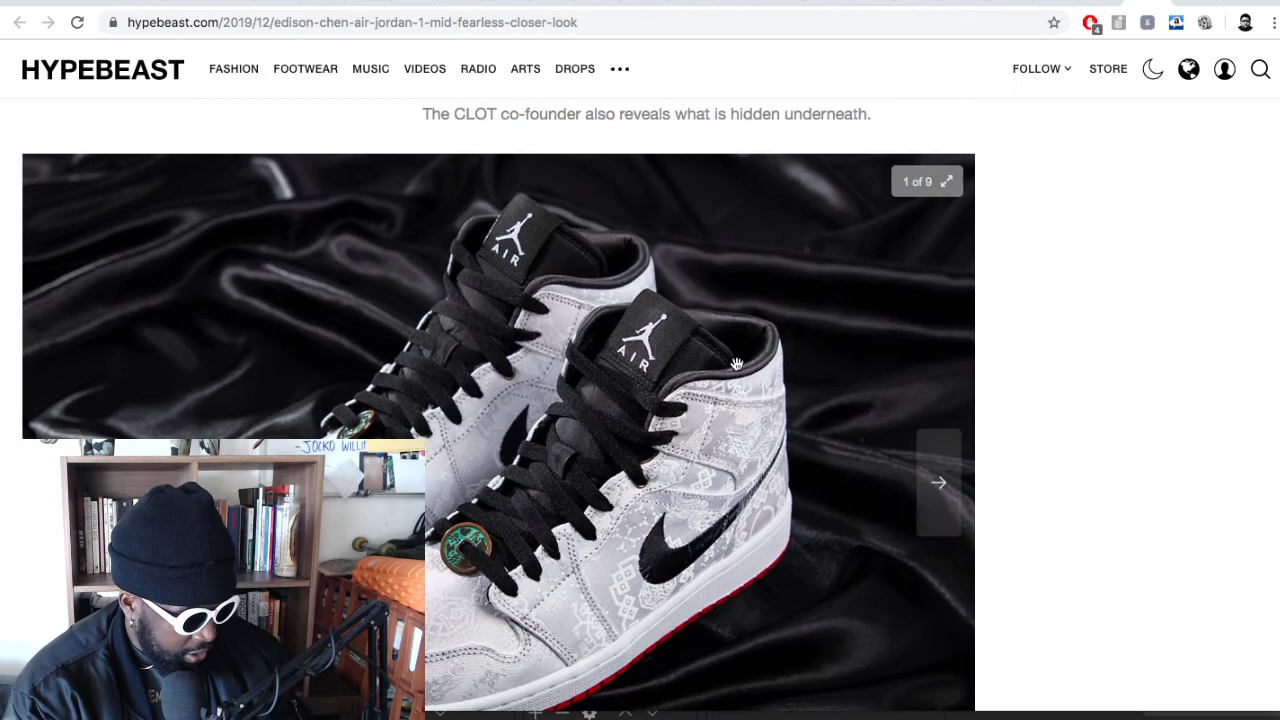 hypebeast.com/2019/12/edison-chen-air-jordan-1-mid-fearless-closer-look
4
HYPEBEAST FASHION FOOTWEAR MUSIC VIDEOS RADIO ARTS DROPS ••• FOLLOW STORE
The CLOT co-founder also reveals what is hidden underneath.
1 of 9
AIR
AIR
-JOCKO